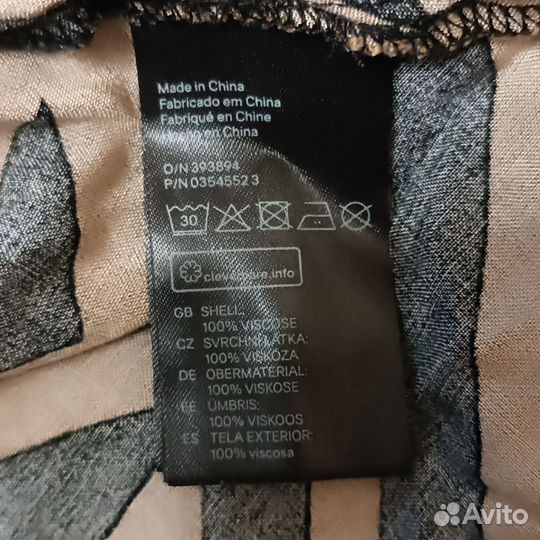 Made in China
Fabricado em China
Fabriqué en Chine
Hecho en China
O/N 393894
P/N 0354552 3
30
clevercare.info
GB SHELL:
100% VISCOSE
CZ SVRCHNÍ LÁTKA:
100% VISKÓZA
DE OBERMATERIAL:
100% VISKOSE
EE ÜMBRIS:
100% VISKOOS
ES TELA EXTERIOR:
100% viscosa
Avito